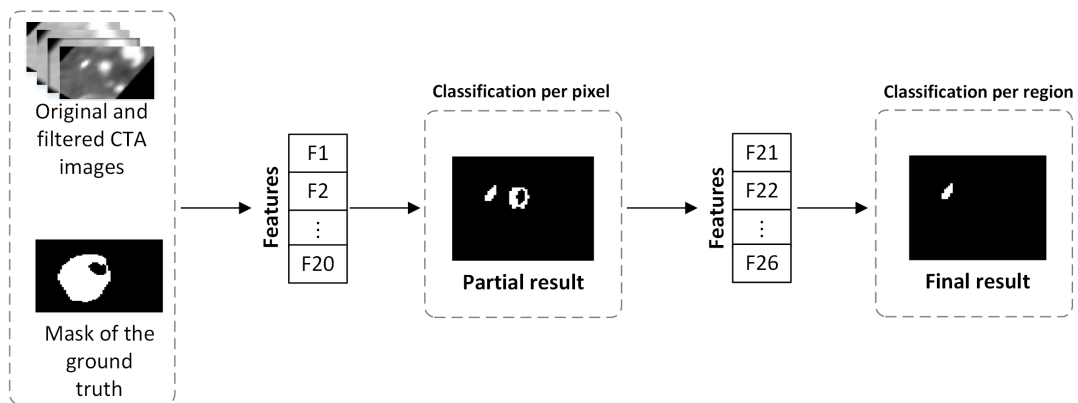 Original and
filtered CTA
images
Mask of the
ground
truth
Features
F1
F2
⋮
F20
Classification per pixel
Partial result
Features
F21
F22
⋮
F26
Classification per region
Final result